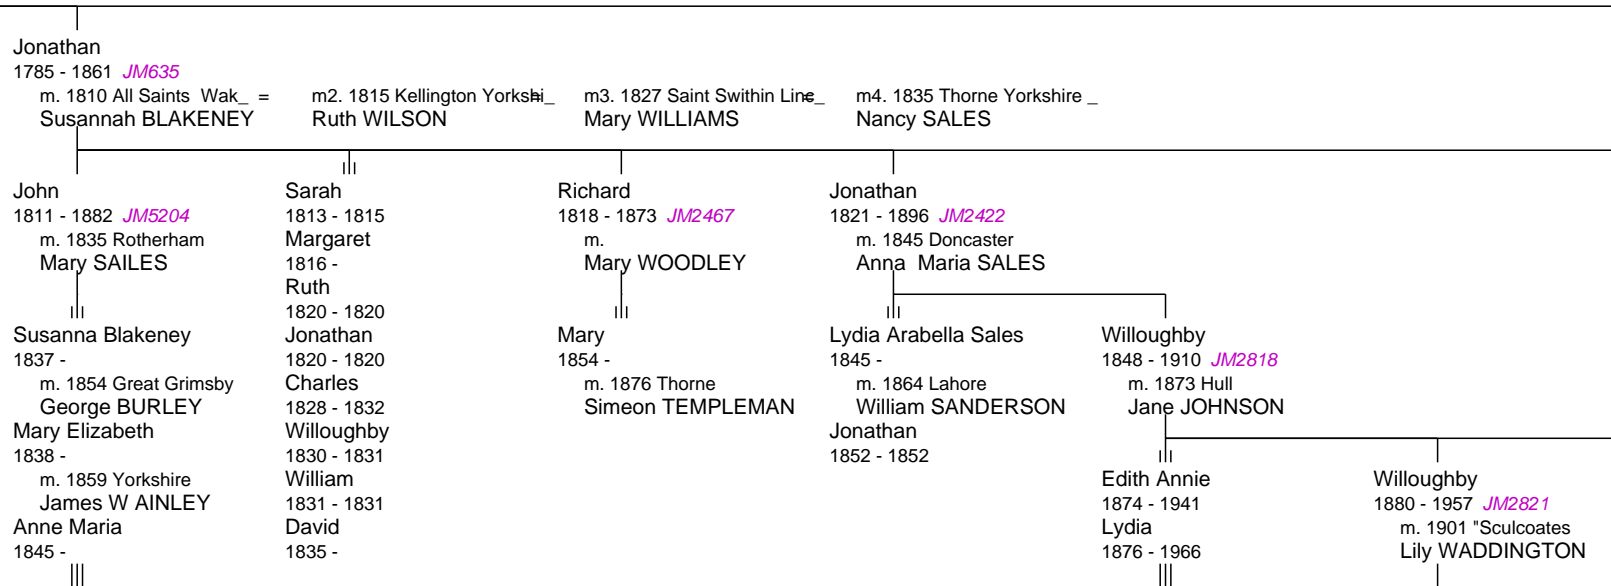 Jonathan
1785 - 1861 JM635
m. 1810 All Saints Wak_ =
Susannah BLAKENEY
m2. 1815 Kellington Yorkshi_ =
Ruth WILSON
m3. 1827 Saint Swithin Linc_ =
Mary WILLIAMS
m4. 1835 Thorne Yorkshire _
Nancy SALES
John
1811 - 1882 JM5204
m. 1835 Rotherham
Mary SAILES
Sarah
1813 - 1815
Margaret
1816 -
Ruth
1820 - 1820
Jonathan
1820 - 1820
Charles
1828 - 1832
Willoughby
1830 - 1831
William
1831 - 1831
David
1835 -
Richard
1818 - 1873 JM2467
m.
Mary WOODLEY
Jonathan
1821 - 1896 JM2422
m. 1845 Doncaster
Anna Maria SALES
Susanna Blakeney
1837 -
m. 1854 Great Grimsby
George BURLEY
Mary Elizabeth
1838 -
m. 1859 Yorkshire
James W AINLEY
Anne Maria
1845 -
Mary
1854 -
m. 1876 Thorne
Simeon TEMPLEMAN
Lydia Arabella Sales
1845 -
m. 1864 Lahore
William SANDERSON
Jonathan
1852 - 1852
Willoughby
1848 - 1910 JM2818
m. 1873 Hull
Jane JOHNSON
Edith Annie
1874 - 1941
Lydia
1876 - 1966
Willoughby
1880 - 1957 JM2821
m. 1901 "Sculcoates
Lily WADDINGTON